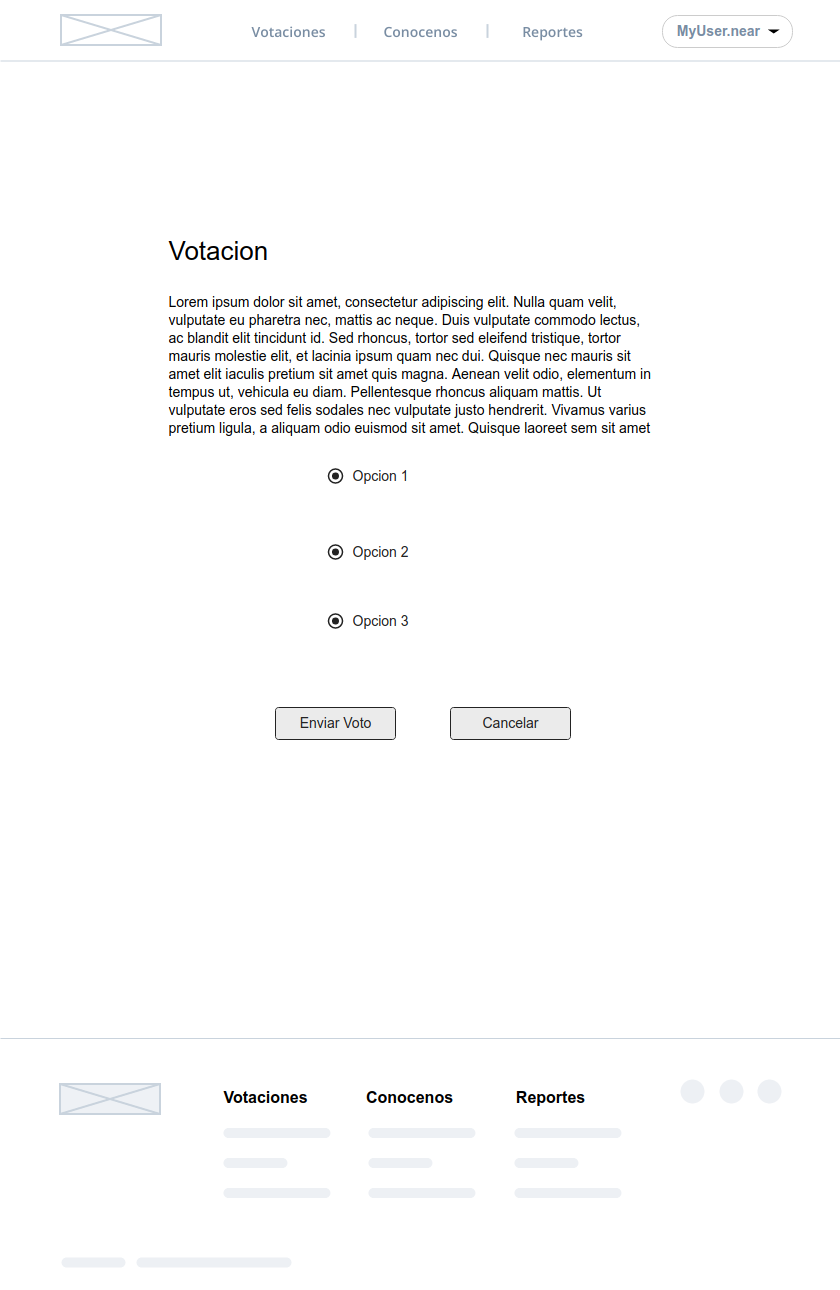 Votaciones | Conocenos | Reportes MyUser.near
Votacion
Lorem ipsum dolor sit amet, consectetur adipiscing elit. Nulla quam velit,
vulputate eu pharetra nec, mattis ac neque. Duis vulputate commodo lectus,
ac blandit elit tincidunt id. Sed rhoncus, tortor sed eleifend tristique, tortor
mauris molestie elit, et lacinia ipsum quam nec dui. Quisque nec mauris sit
amet elit iaculis pretium sit amet quis magna. Aenean velit odio, elementum in
tempus ut, vehicula eu diam. Pellentesque rhoncus aliquam mattis. Ut
vulputate eros sed felis sodales nec vulputate justo hendrerit. Vivamus varius
pretium ligula, a aliquam odio euismod sit amet. Quisque laoreet sem sit amet
Opcion 1
Opcion 2
Opcion 3
Enviar Voto Cancelar
Votaciones Conocenos Reportes